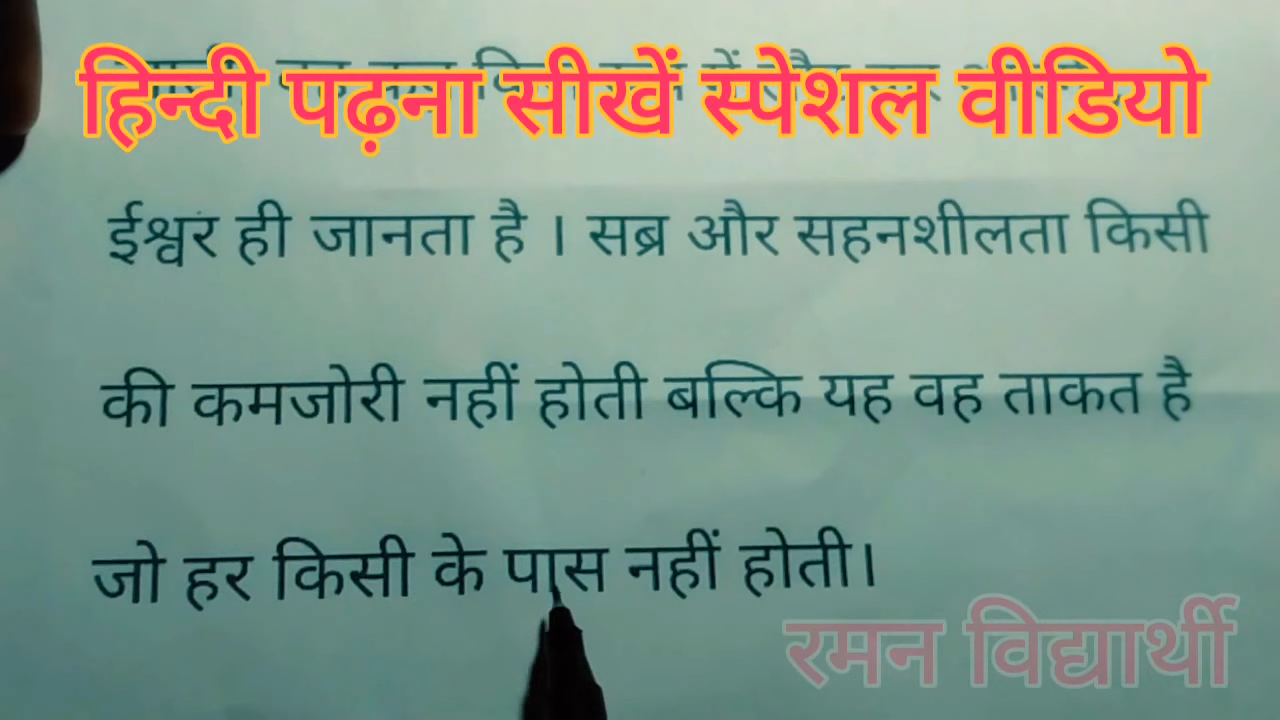 हिन्दी पढ़ना सीखें स्पेशल वीडियो
ईश्वर ही जानता है । सब्र और सहनशीलता किसी
की कमजोरी नहीं होती बल्कि यह वह ताकत है
जो हर किसी के पास नहीं होती।
रमन विद्यार्थी